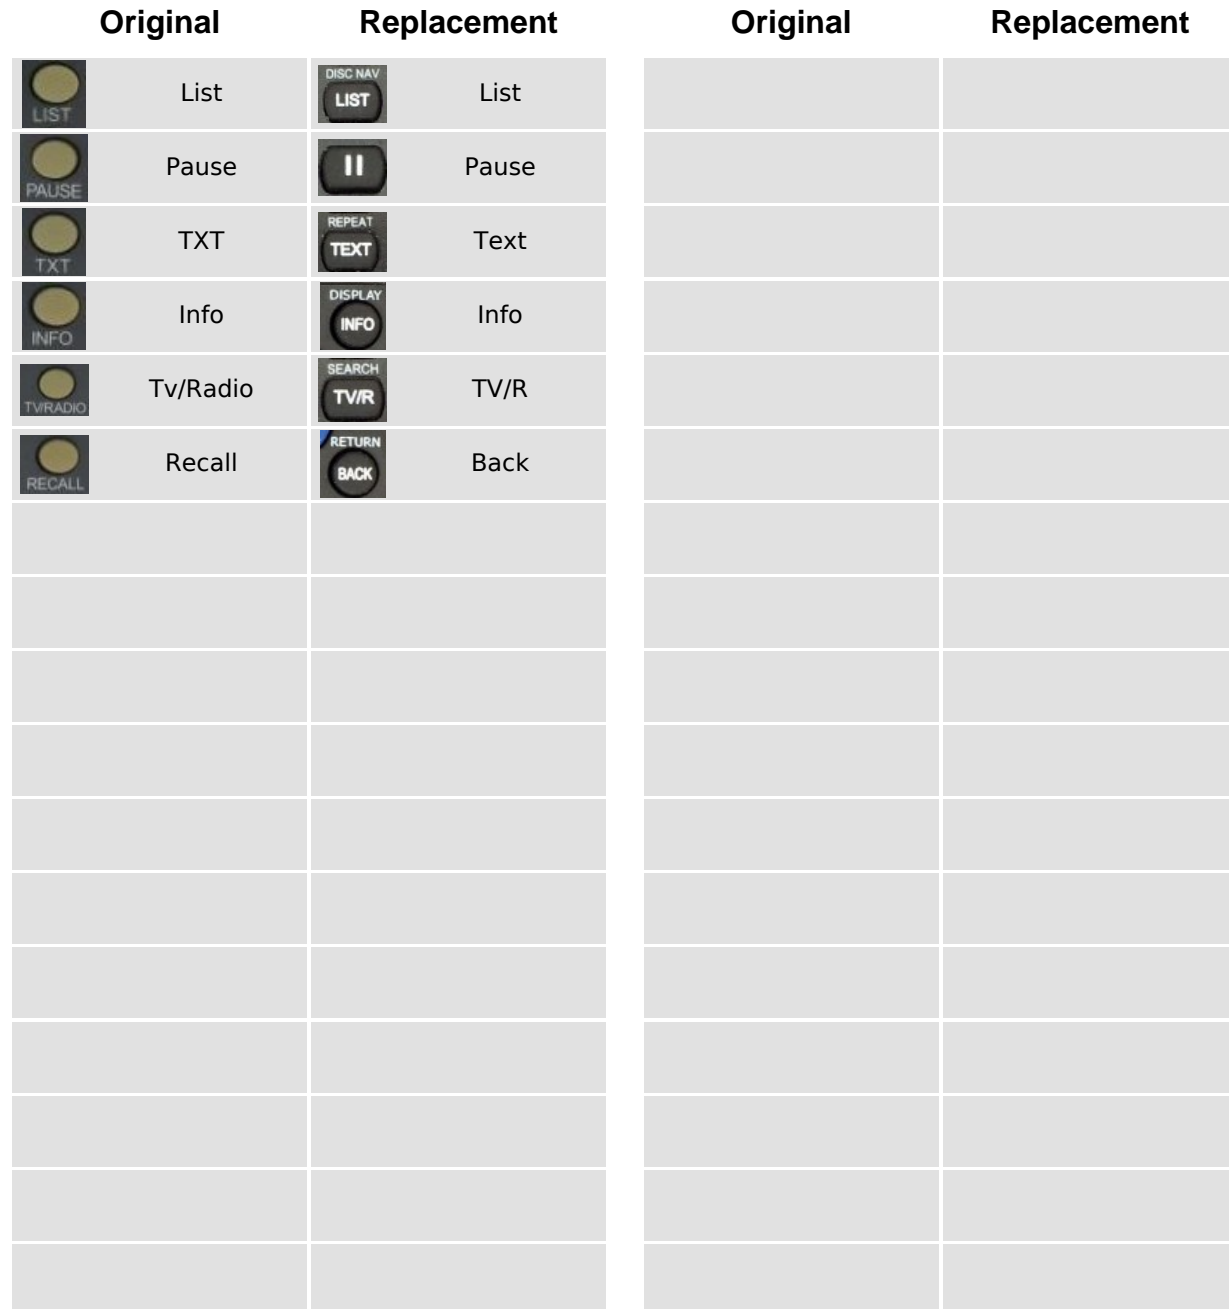 Original Replacement Original Replacement
LIST List DISC NAV LIST List
PAUSE Pause Pause
TXT TXT REPEAT TEXT Text
INFO Info DISPLAY INFO Info
TV/RADIO Tv/Radio SEARCH TV/R TV/R
RECALL Recall RETURN BACK Back